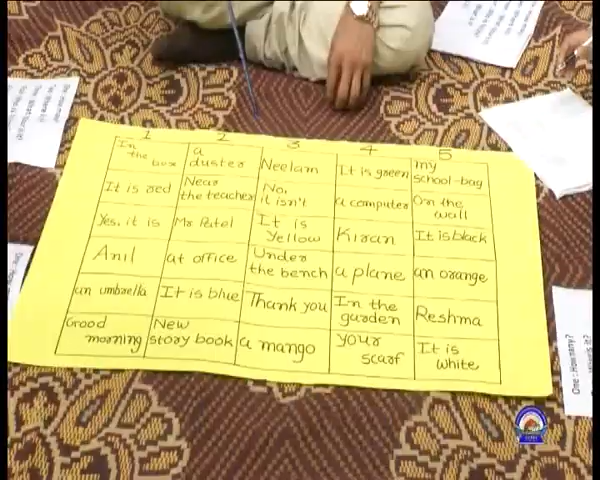 1 2 3 4 5
In the box
a duster
Neelam
It is green
my school-bag
It is red
Near the teacher
No, it isn't
a computer
On the wall
Yes, it is
Mr Patel
It is Yellow
Kiran
It is black
Anil
at office
Under the bench
a plane
an orange
an umbrella
It is blue
Thank you
In the garden
Reshma
Good morning
New story book
a mango
your scarf
It is white
One: How many?